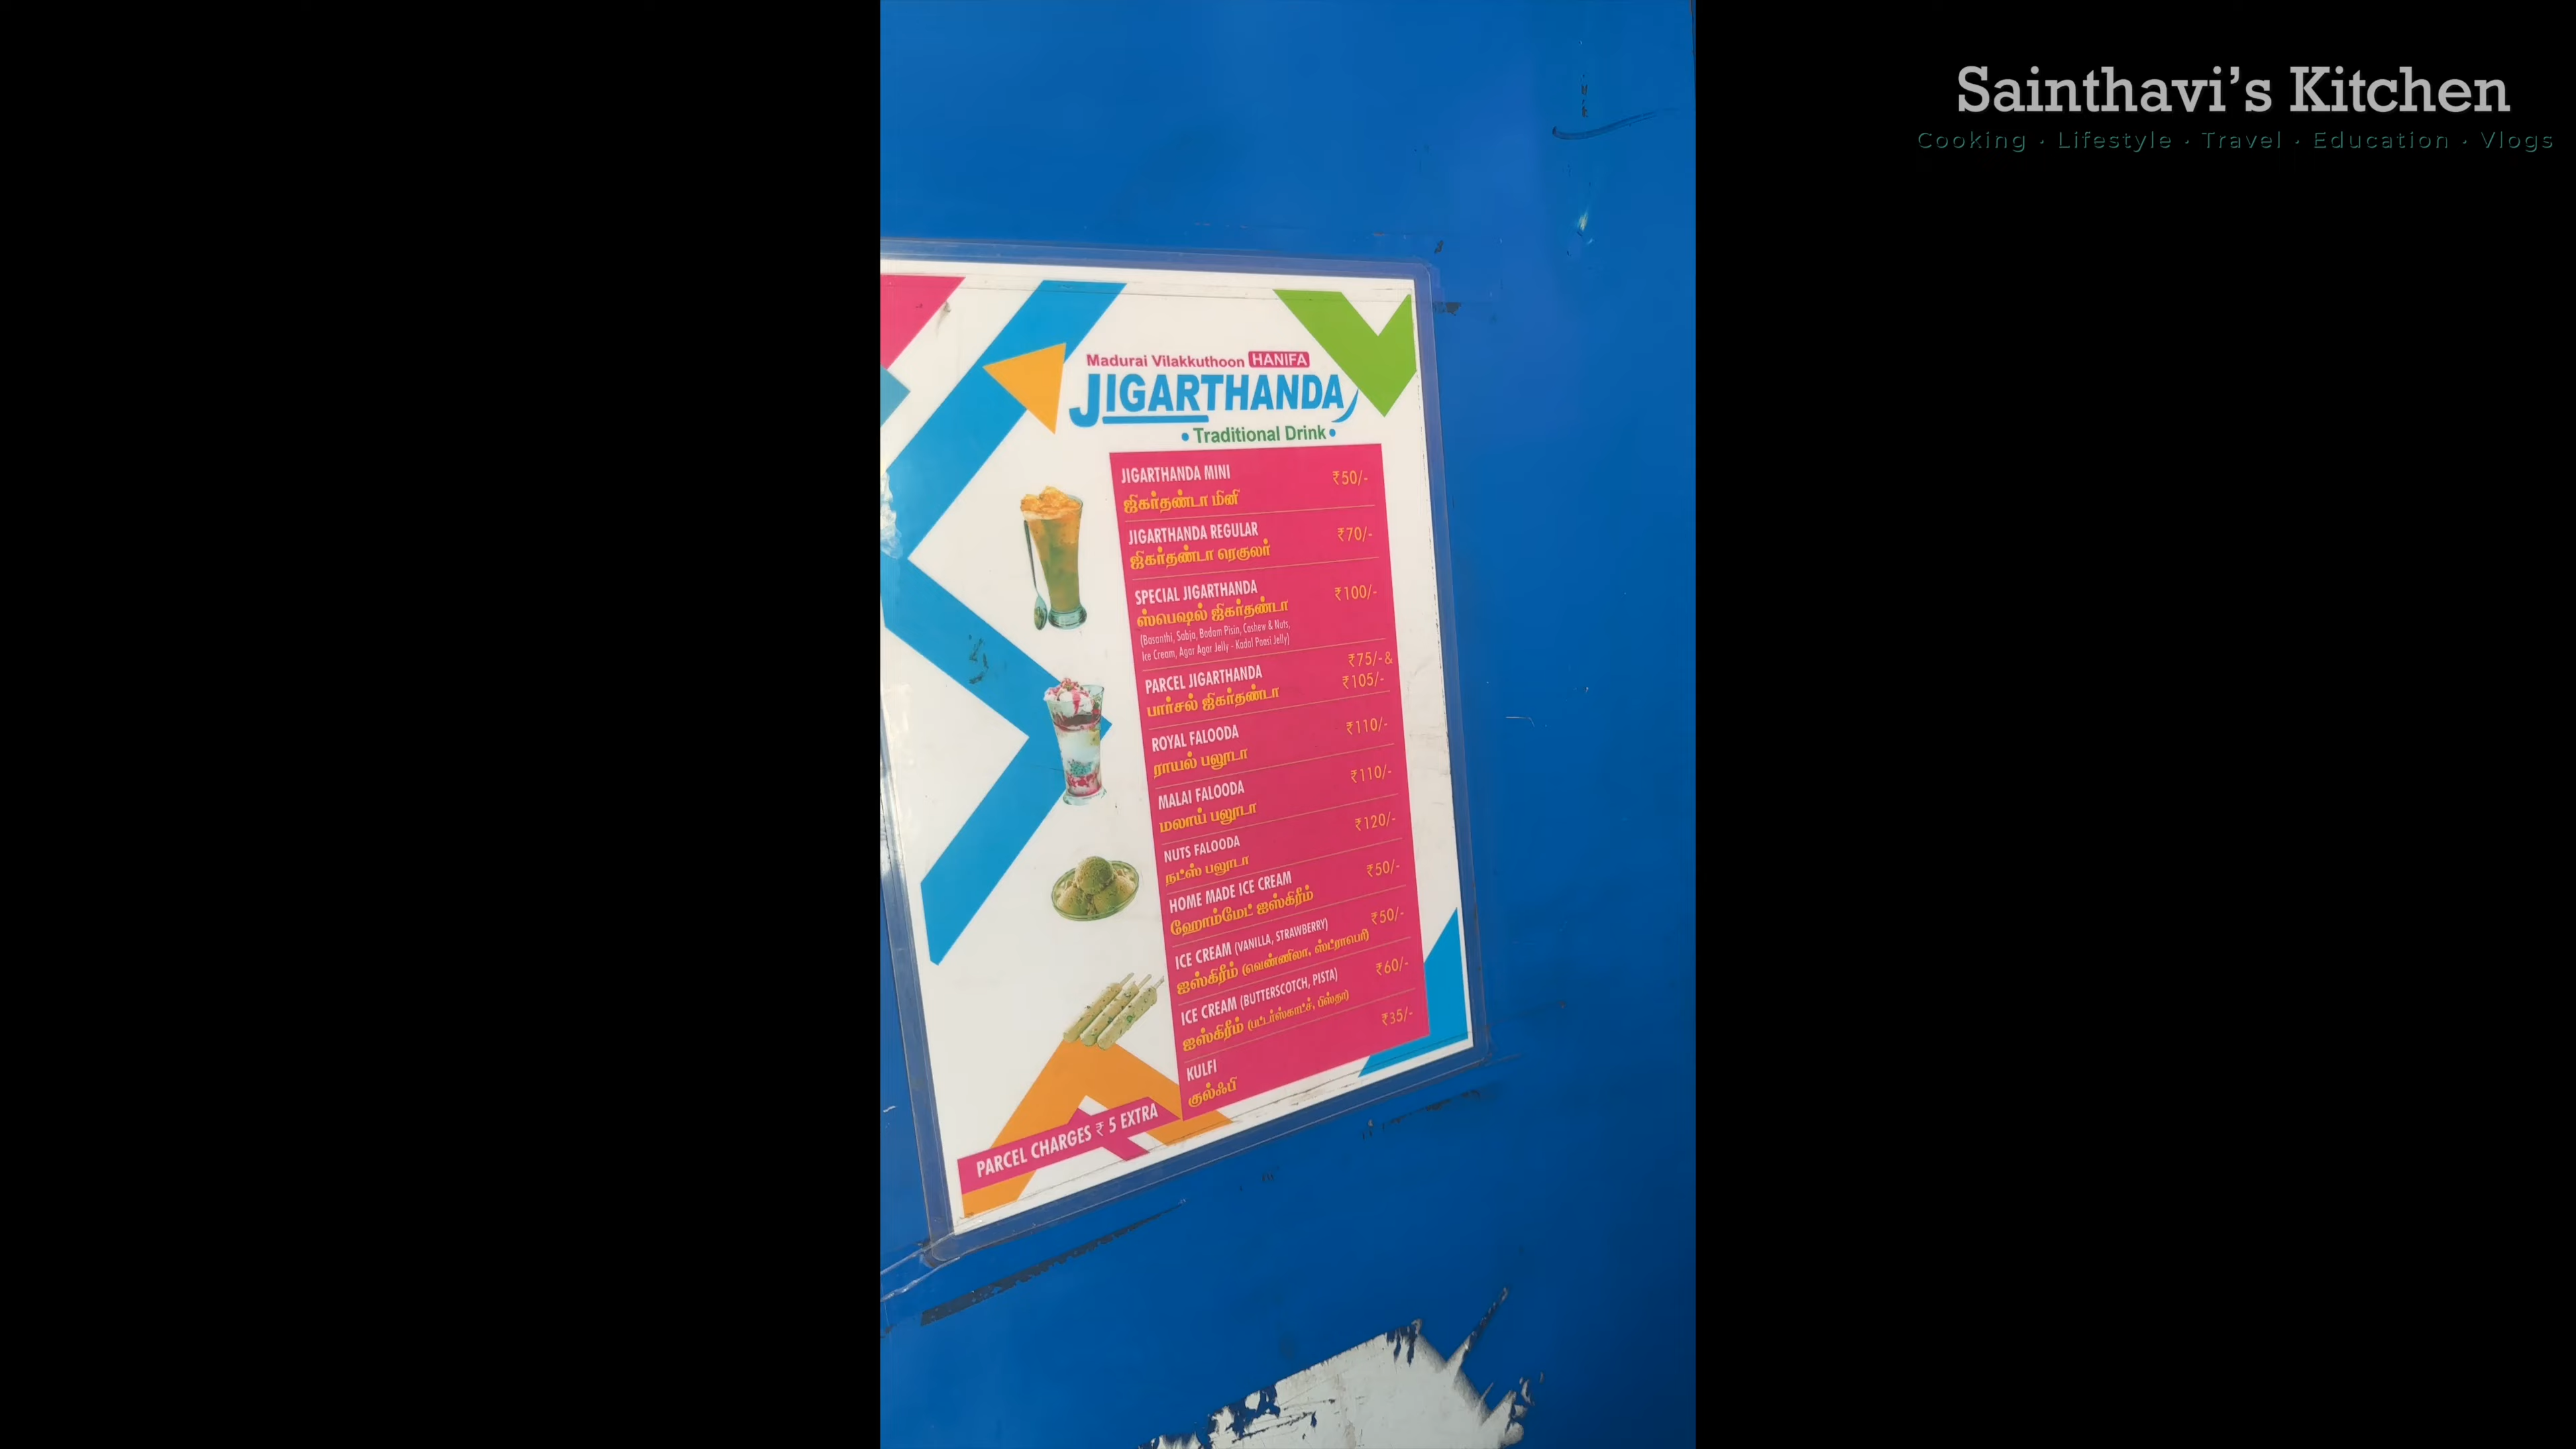 Sainthavi's Kitchen
Cooking · Lifestyle · Travel · Education · Vlogs
Madurai Vilakkuthoon HANIFA
JIGARTHANDA
• Traditional Drink •
JIGARTHANDA MINI ₹50/-
ஜிகர்தண்டா மினி
JIGARTHANDA REGULAR ₹70/-
ஜிகர்தண்டா ரெகுலர்
SPECIAL JIGARTHANDA ₹100/-
ஸ்பெஷல் ஜிகர்தண்டா
(Basanthi, Sabja, Badam Pisin, Cashew & Nuts,
Ice Cream, Agar Agar Jelly - Kadal Paasi Jelly)
PARCEL JIGARTHANDA ₹75/-&
பார்சல் ஜிகர்தண்டா ₹105/-
ROYAL FALOODA ₹110/-
ராயல் பலூடா
MALAI FALOODA ₹110/-
மலாய் பலூடா
NUTS FALOODA ₹120/-
நட்ஸ் பலூடா
HOME MADE ICE CREAM ₹50/-
ஹோம்மேட் ஐஸ்கிரீம்
ICE CREAM (VANILLA, STRAWBERRY) ₹50/-
ஐஸ்கிரீம் (வெண்ணிலா, ஸ்ட்ராபெரி)
ICE CREAM (BUTTERSCOTCH, PISTA) ₹60/-
ஐஸ்கிரீம் (பட்டர்ஸ்காட்ச், பிஸ்தா)
KULFI ₹35/-
குல்ஃபி
PARCEL CHARGES ₹ 5 EXTRA